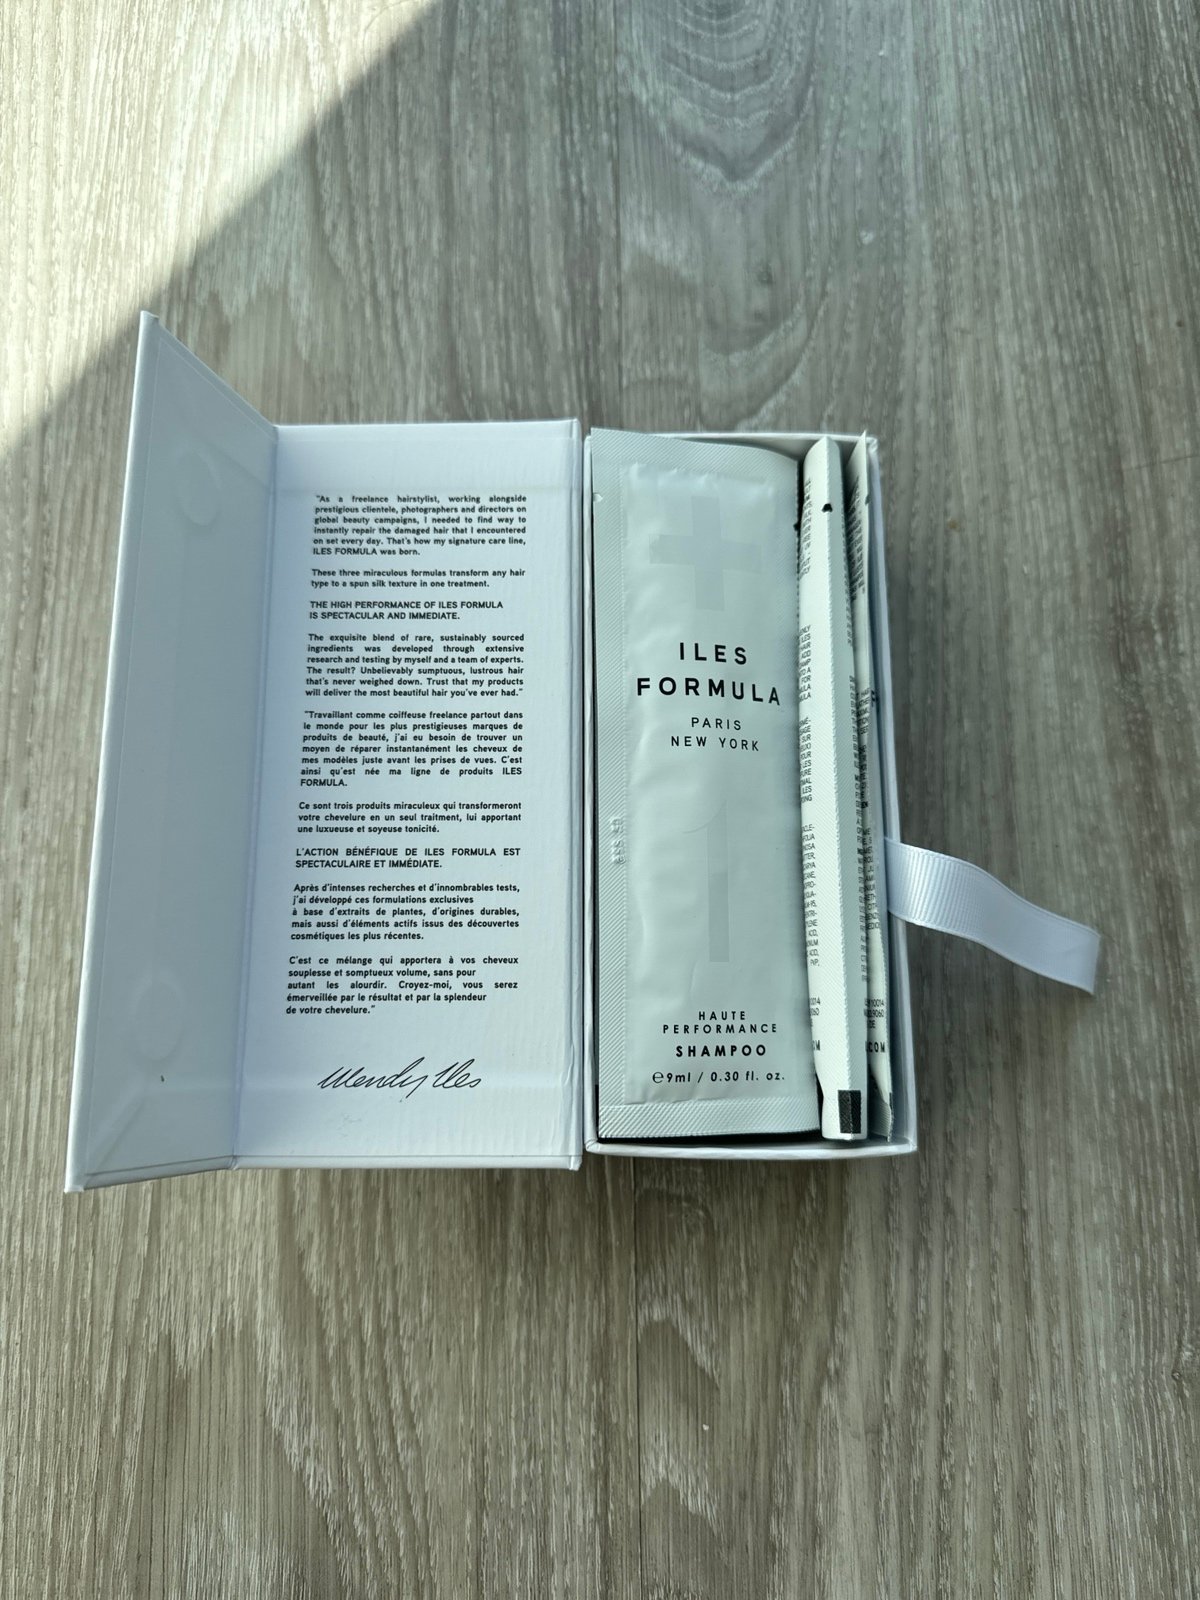 "As a freelance hairstylist, working alongside
prestigious clientele, photographers and directors on
global beauty campaigns, I needed to find way to
instantly repair the damaged hair that I encountered
on set every day. That's how my signature care line,
ILES FORMULA was born.
These three miraculous formulas transform any hair
type to a spun silk texture in one treatment.
THE HIGH PERFORMANCE OF ILES FORMULA
IS SPECTACULAR AND IMMEDIATE.
The exquisite blend of rare, sustainably sourced
ingredients was developed through extensive
research and testing by myself and a team of experts.
The result? Unbelievably sumptuous, lustrous hair
that's never weighed down. Trust that my products
will deliver the most beautiful hair you've ever had."
"Travaillant comme coiffeuse freelance partout dans
le monde pour les plus prestigieuses marques de
produits de beauté, j'ai eu besoin de trouver un
moyen de réparer instantanément les cheveux de
mes modèles juste avant les prises de vues. C'est
ainsi qu'est née ma ligne de produits ILES
FORMULA.
Ce sont trois produits miraculeux qui transformeront
votre chevelure en un seul traitment, lui apportant
une luxueuse et soyeuse tonicité.
L'ACTION BÉNÉFIQUE DE ILES FORMULA EST
SPECTACULAIRE ET IMMÉDIATE.
Après d'intenses recherches et d'innombrables tests,
j'ai développé ces formulations exclusives
à base d'extraits de plantes, d'origines durables,
mais aussi d'éléments actifs issus des découvertes
cosmétiques les plus récentes.
C'est ce mélange qui apportera à vos cheveux
souplesse et somptueux volume, sans pour
autant les alourdir. Croyez-moi, vous serez
émerveillée par le résultat et par la splendeur
de votre chevelure."
Wendy Iles
ILES
FORMULA
PARIS
NEW YORK
1
HAUTE
PERFORMANCE
SHAMPOO
℮9ml / 0.30 fl. oz.